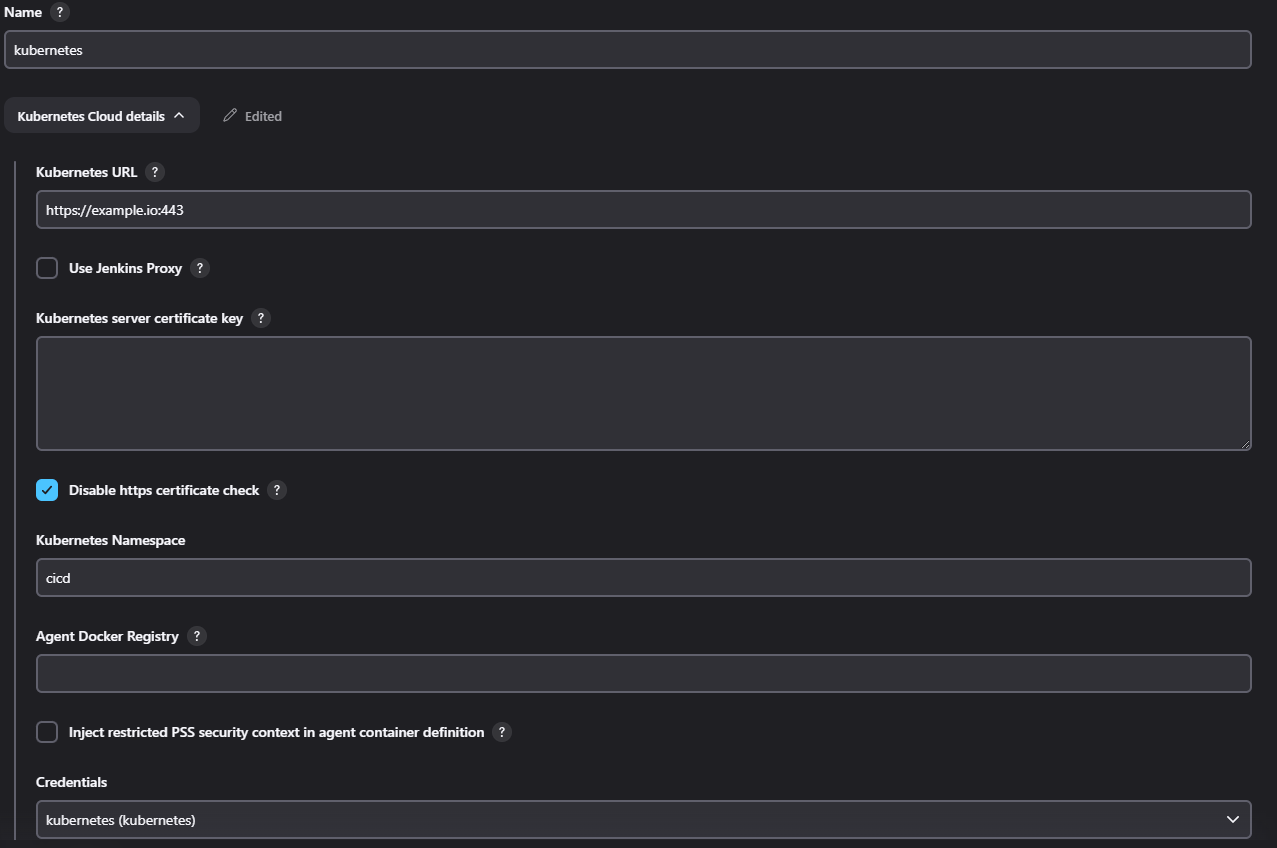 Name ?
kubernetes
Kubernetes Cloud details
Edited
Kubernetes URL ?
https://example.io:443
Use Jenkins Proxy ?
Kubernetes server certificate key ?
Disable https certificate check ?
Kubernetes Namespace
cicd
Agent Docker Registry ?
Inject restricted PSS security context in agent container definition ?
Credentials
kubernetes (kubernetes)